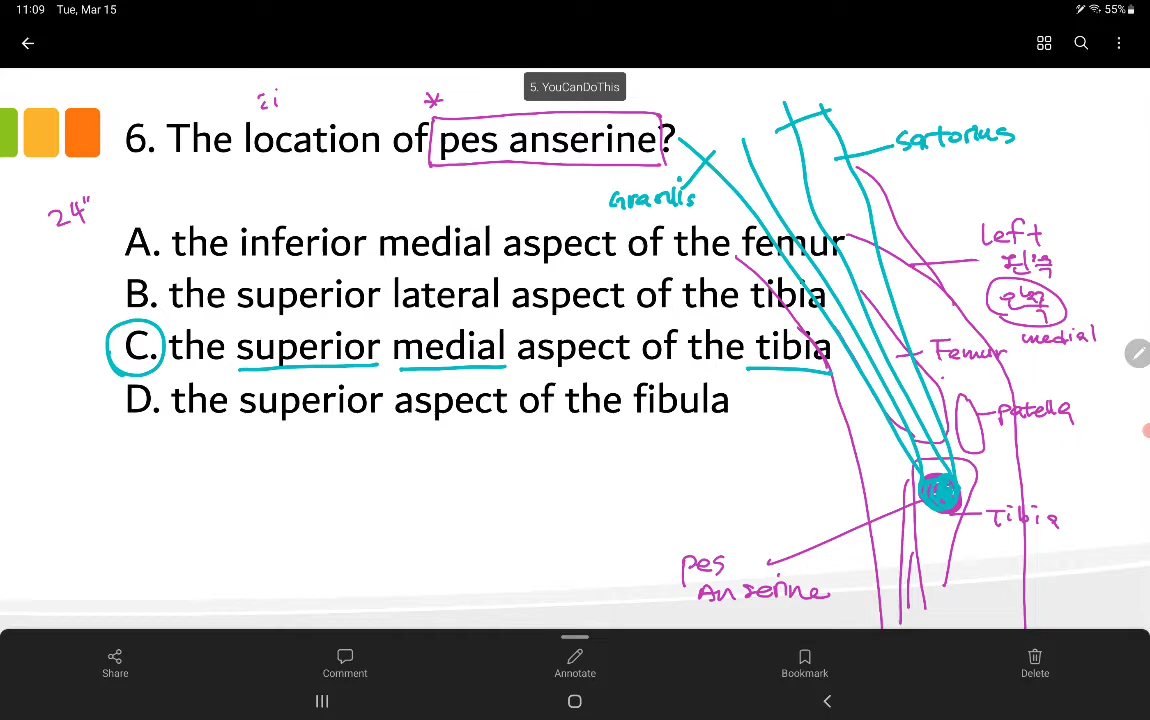 11:09 Tue, Mar 15
55%
5. YouCanDoThis
6. The location of pes anserine?
24"
A. the inferior medial aspect of the femur
B. the superior lateral aspect of the tibia
C. the superior medial aspect of the tibia
D. the superior aspect of the fibula
Sartorius
Left
medial
Femur
patella
Tibia
pes
Anserine
Share
Comment
Annotate
Bookmark
Delete